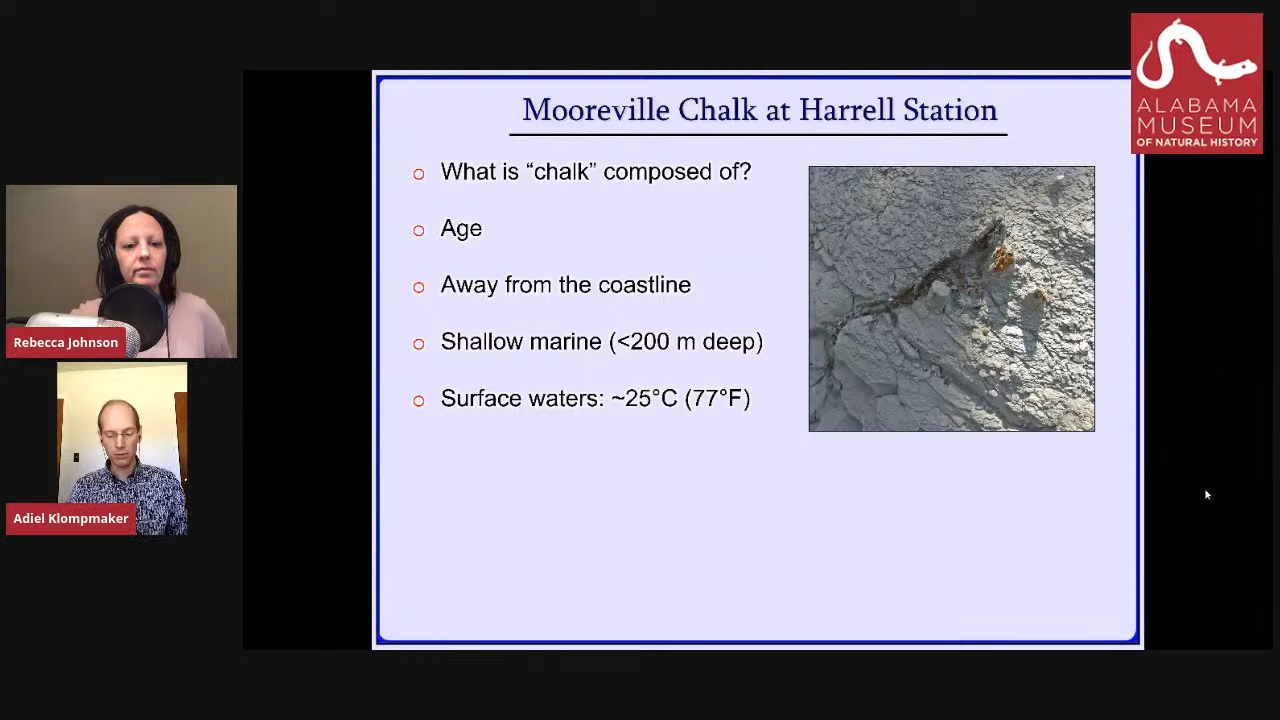 Mooreville Chalk at Harrell Station
What is “chalk” composed of?
Age
Away from the coastline
Shallow marine (<200 m deep)
Surface waters: ~25°C (77°F)
ALABAMA
MUSEUM
OF NATURAL HISTORY
Rebecca Johnson
Adiel Klompmaker